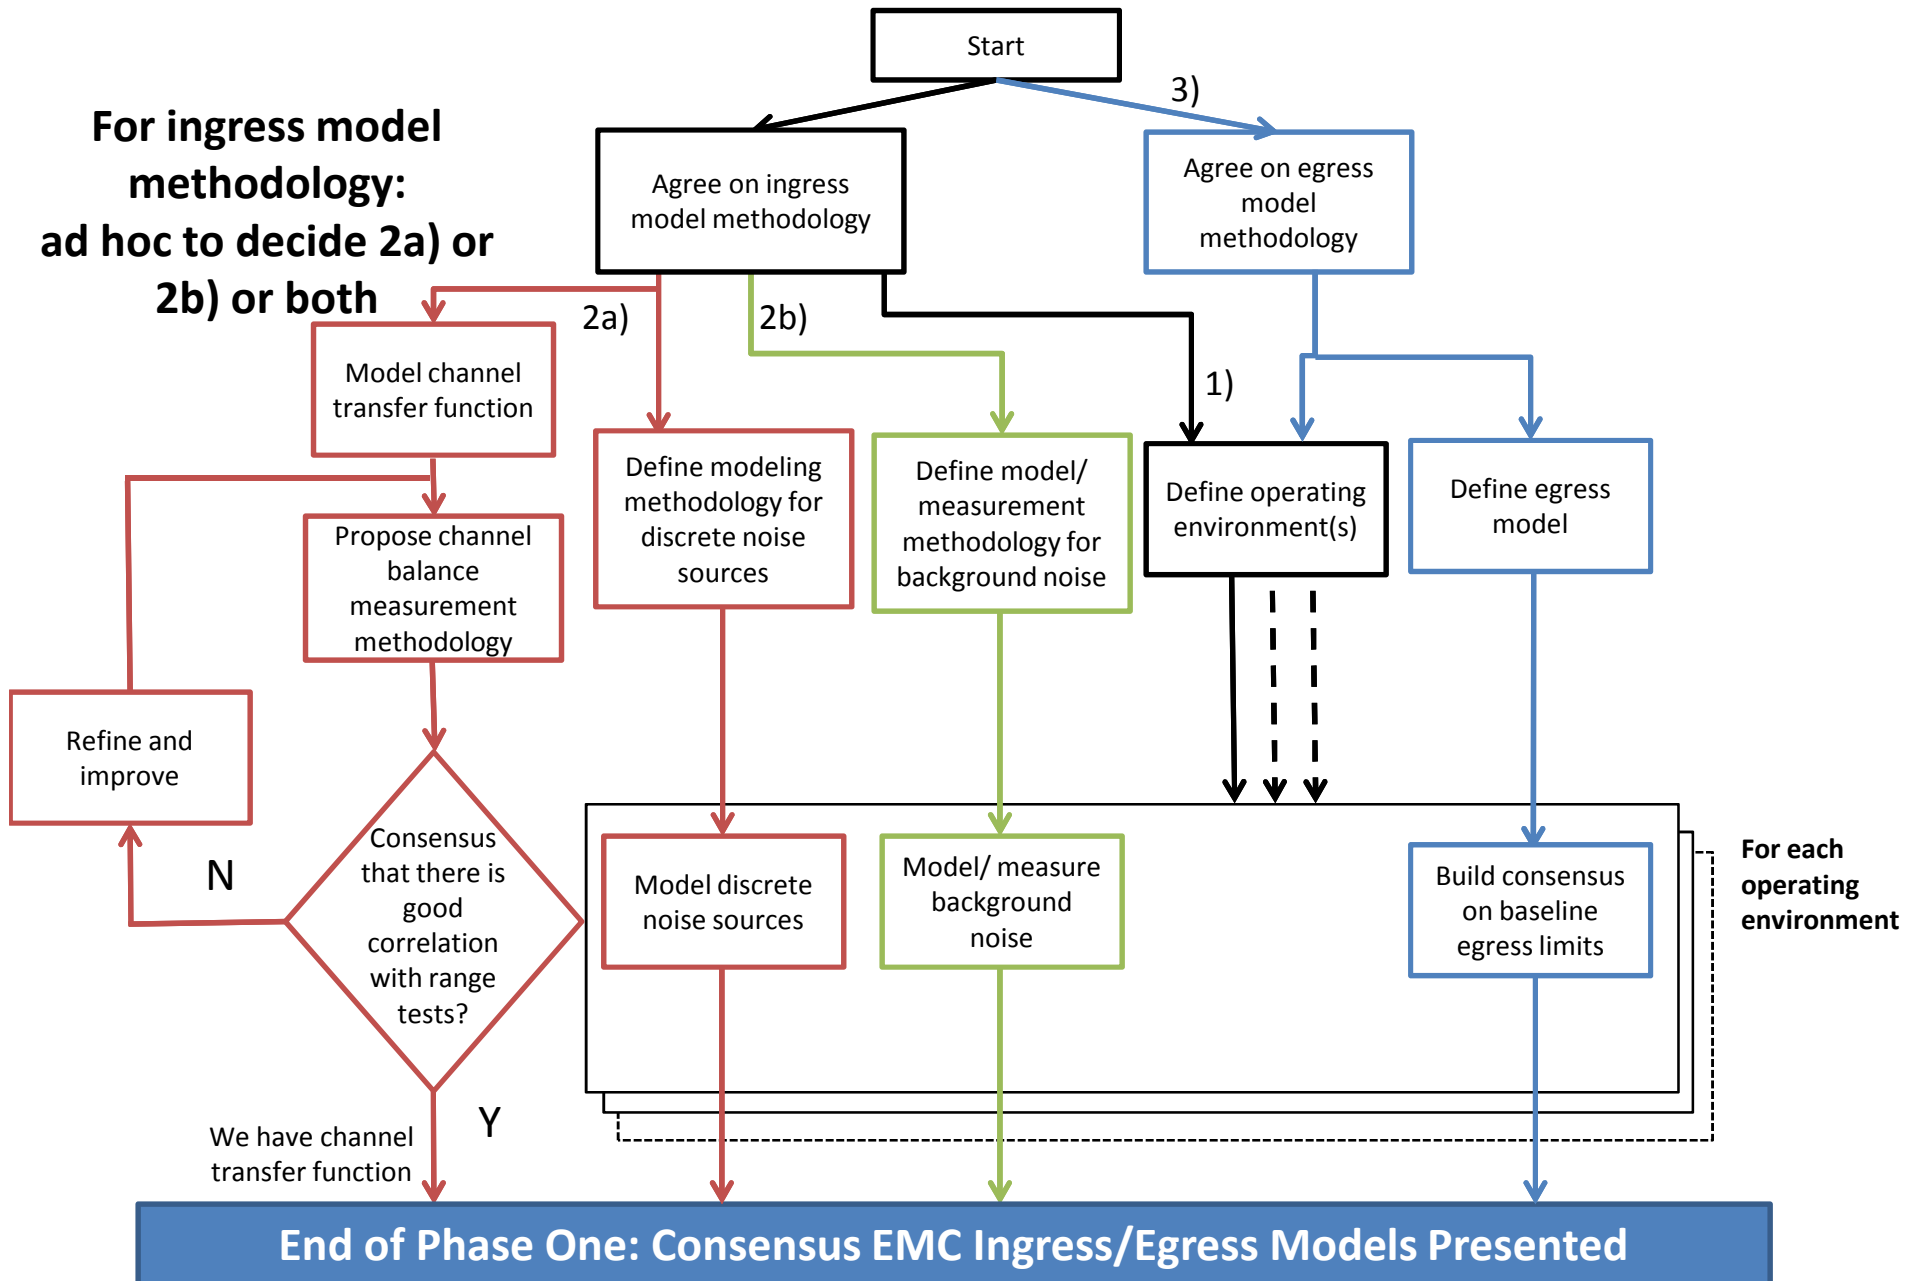 Start
3)
For ingress model
methodology:
ad hoc to decide 2a) or
2b) or both
Agree on ingress
model methodology
Agree on egress
model
methodology
2a)
2b)
1)
Model channel
transfer function
Define modeling
methodology for
discrete noise
sources
Define model/
measurement
methodology for
background noise
Define operating
environment(s)
Define egress
model
Propose channel
balance
measurement
methodology
Refine and
improve
N
Consensus
that there is
good
correlation
with range
tests?
Model discrete
noise sources
Model/ measure
background
noise
Build consensus
on baseline
egress limits
For each
operating
environment
Y
We have channel
transfer function
End of Phase One: Consensus EMC Ingress/Egress Models Presented